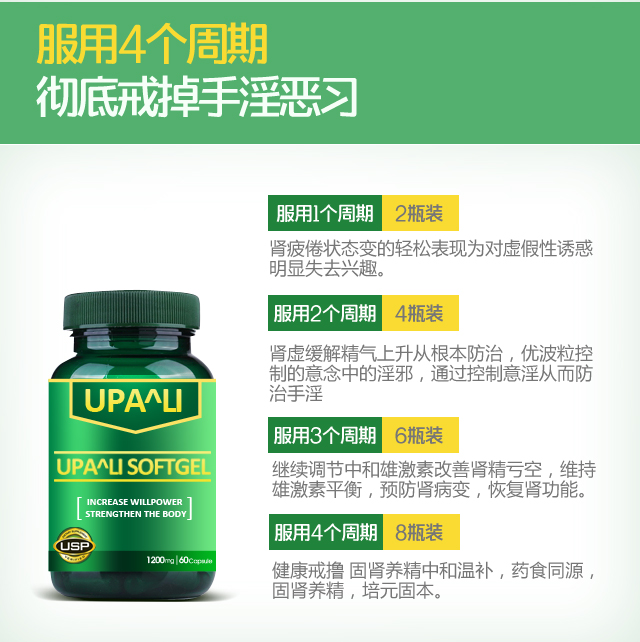 服用4个周期
彻底戒掉手淫恶习
服用1个周期 2瓶装
肾疲倦状态变的轻松表现为对虚假性诱惑
明显失去兴趣。
服用2个周期 4瓶装
肾虚缓解精气上升从根本防治，优波粒控
制的意念中的淫邪，通过控制意淫从而防
治手淫
服用3个周期 6瓶装
继续调节中和雄激素改善肾精亏空，维持
雄激素平衡，预防肾病变，恢复肾功能。
服用4个周期 8瓶装
健康戒撸 固肾养精中和温补，药食同源，
固肾养精，培元固本。
UPA^LI
UPA^LI SOFTGEL
[INCREASE WILLPOWER
STRENGTHEN THE BODY]
USP
1200mg | 60Capsule